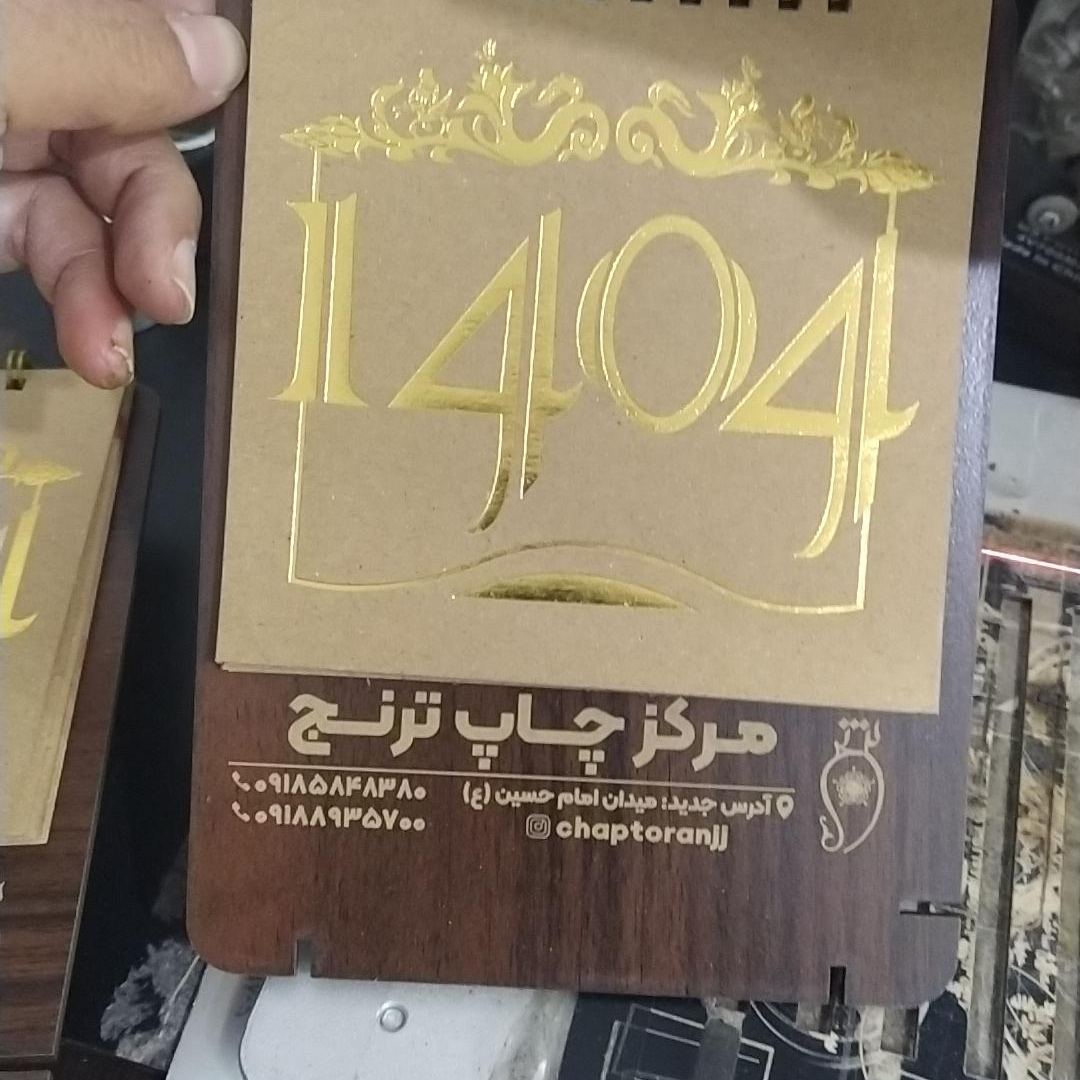 1404
مرکز چاپ ترنج
آدرس جدید: میدان امام حسین (ع)
chaptoranjj
۰۹۱۸۵۸۴۸۳۸۰
۰۹۱۸۸۹۳۵۷۰۰